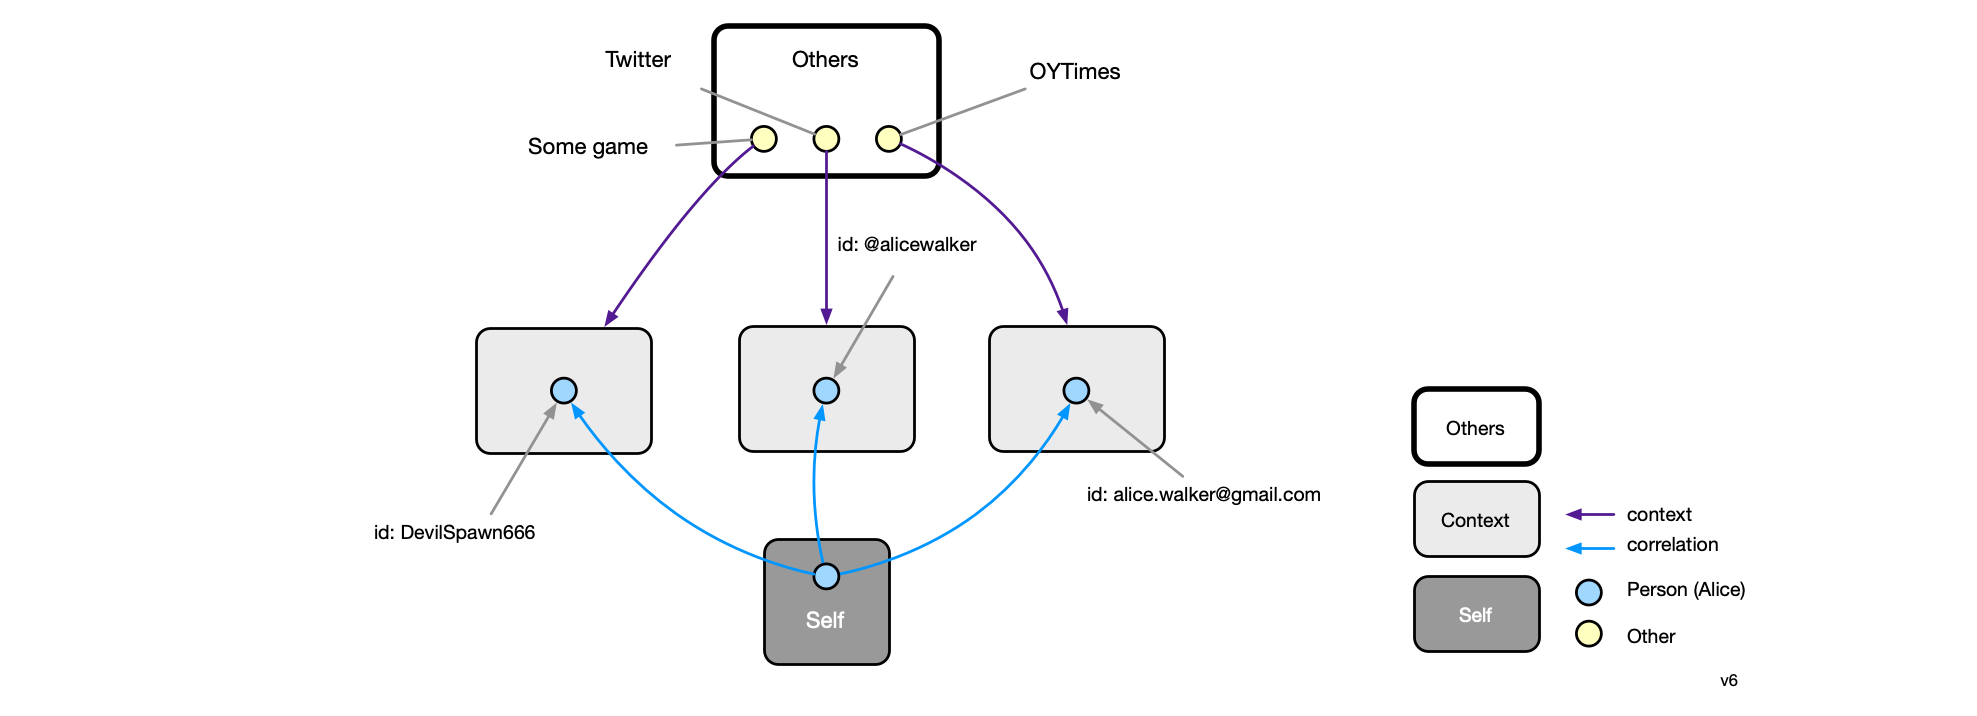 Twitter
Others
OYTimes
Some game
id: @alicewalker
id: alice.walker@gmail.com
id: DevilSpawn666
Self
Others
Context
context
correlation
Self
Person (Alice)
Other
v6